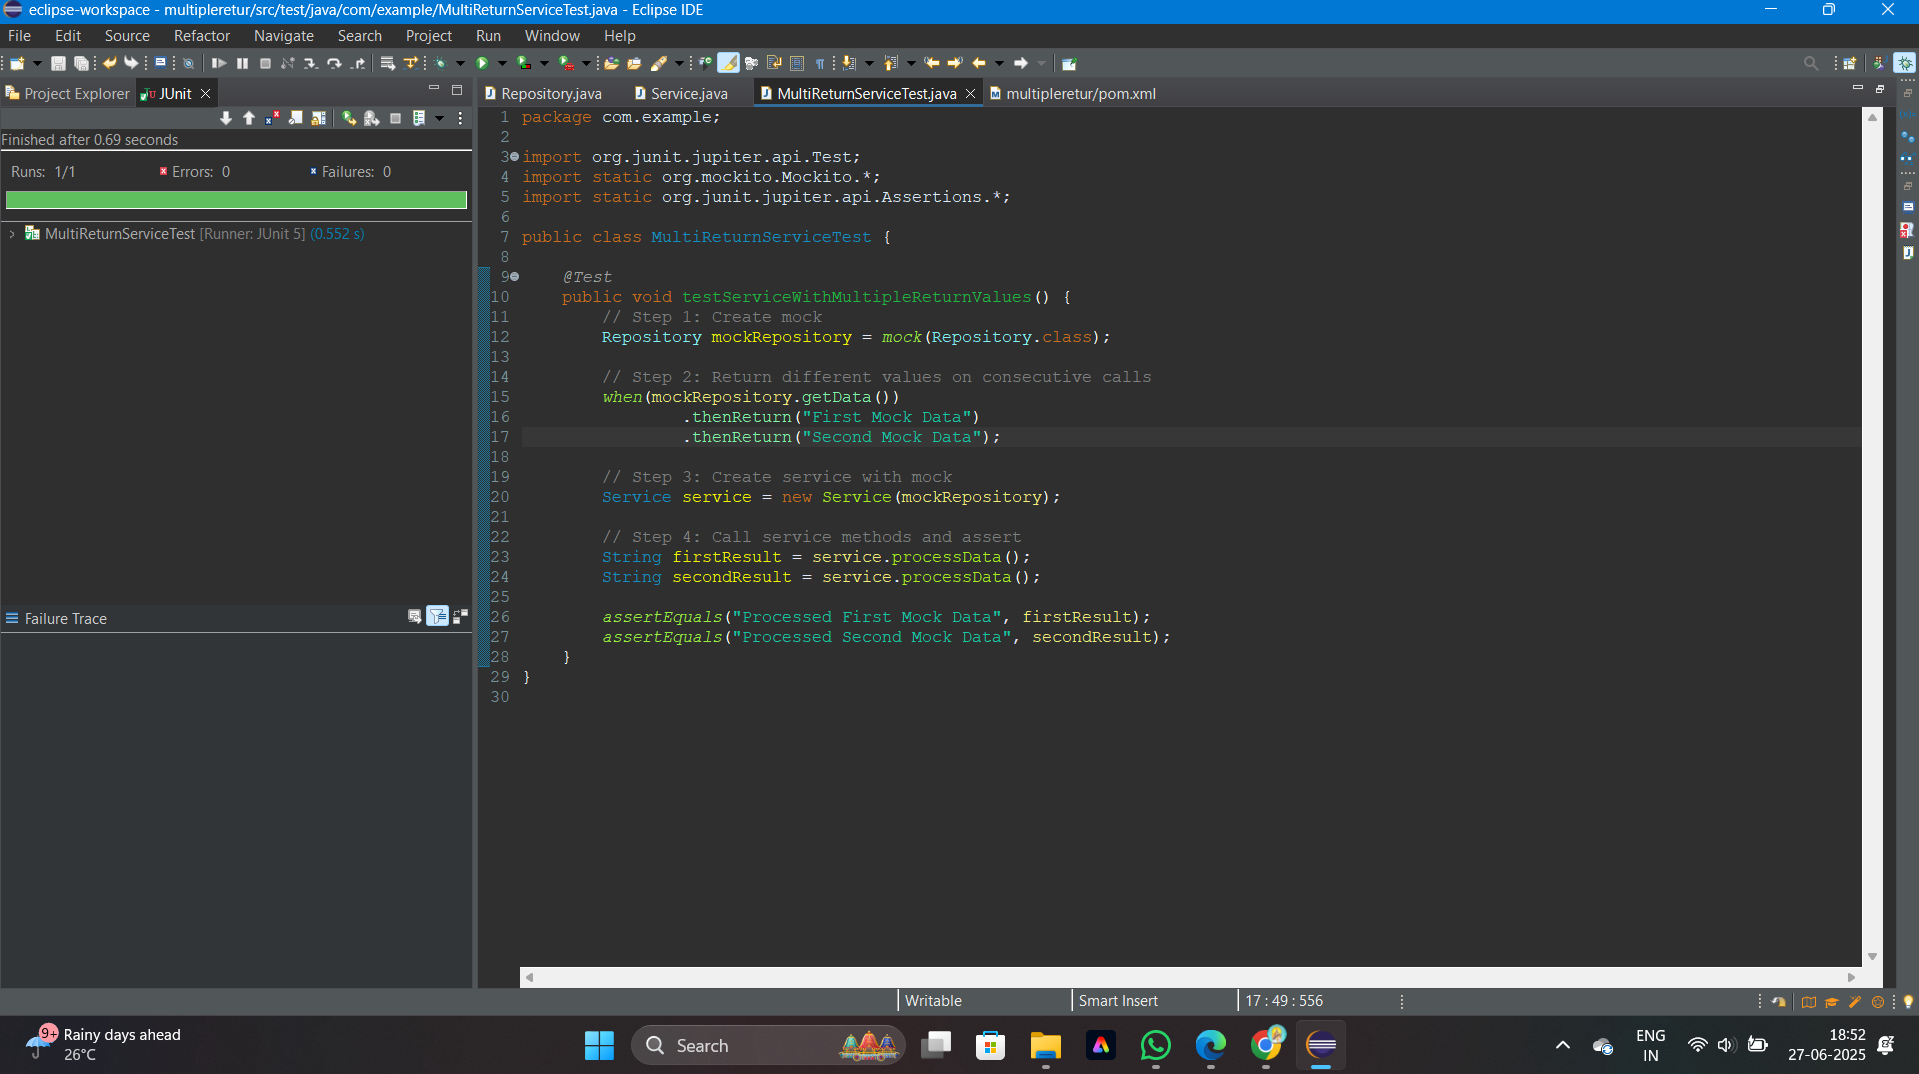 eclipse-workspace - multipleretur/src/test/java/com/example/MultiReturnServiceTest.java - Eclipse IDE
File Edit Source Refactor Navigate Search Project Run Window Help
Project Explorer JUnit
Finished after 0.69 seconds
Runs: 1/1 Errors: 0 Failures: 0
MultiReturnServiceTest [Runner: JUnit 5] (0.552 s)
Failure Trace
Repository.java Service.java MultiReturnServiceTest.java multipleretur/pom.xml
1 package com.example;
2
3 import org.junit.jupiter.api.Test;
4 import static org.mockito.Mockito.*;
5 import static org.junit.jupiter.api.Assertions.*;
6
7 public class MultiReturnServiceTest {
8
9 @Test
10 public void testServiceWithMultipleReturnValues() {
11 // Step 1: Create mock
12 Repository mockRepository = mock(Repository.class);
13
14 // Step 2: Return different values on consecutive calls
15 when(mockRepository.getData())
16 .thenReturn("First Mock Data")
17 .thenReturn("Second Mock Data");
18
19 // Step 3: Create service with mock
20 Service service = new Service(mockRepository);
21
22 // Step 4: Call service methods and assert
23 String firstResult = service.processData();
24 String secondResult = service.processData();
25
26 assertEquals("Processed First Mock Data", firstResult);
27 assertEquals("Processed Second Mock Data", secondResult);
28 }
29 }
30
Writable Smart Insert 17 : 49 : 556
9+ Rainy days ahead
26°C
Search
ENG
IN
18:52
27-06-2025